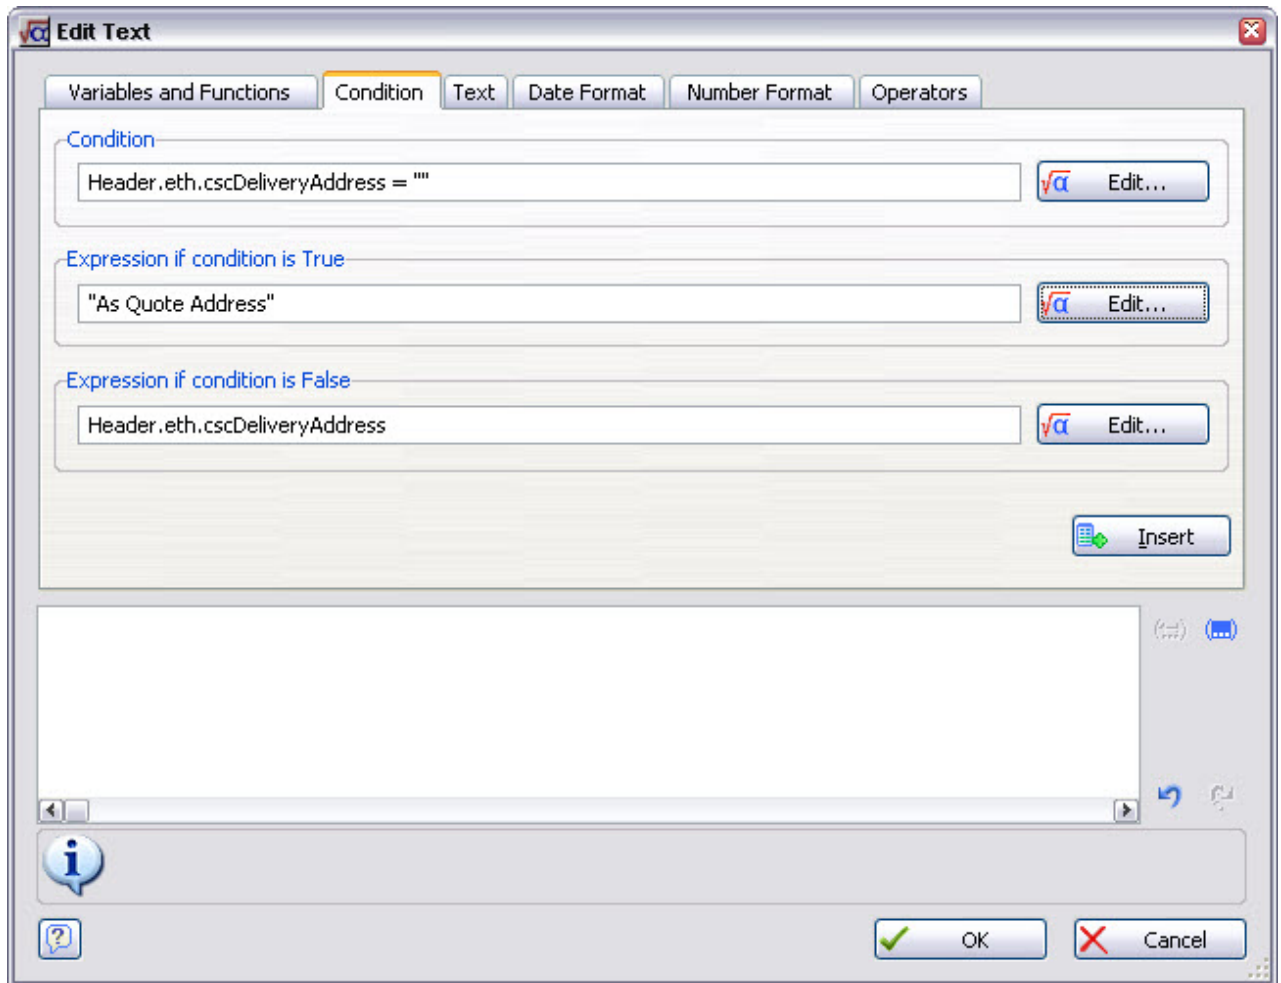 Edit Text
Variables and Functions Condition Text Date Format Number Format Operators
Condition
Header.eth.cscDeliveryAddress = "" Edit...
Expression if condition is True
"As Quote Address" Edit...
Expression if condition is False
Header.eth.cscDeliveryAddress Edit...
Insert
OK Cancel